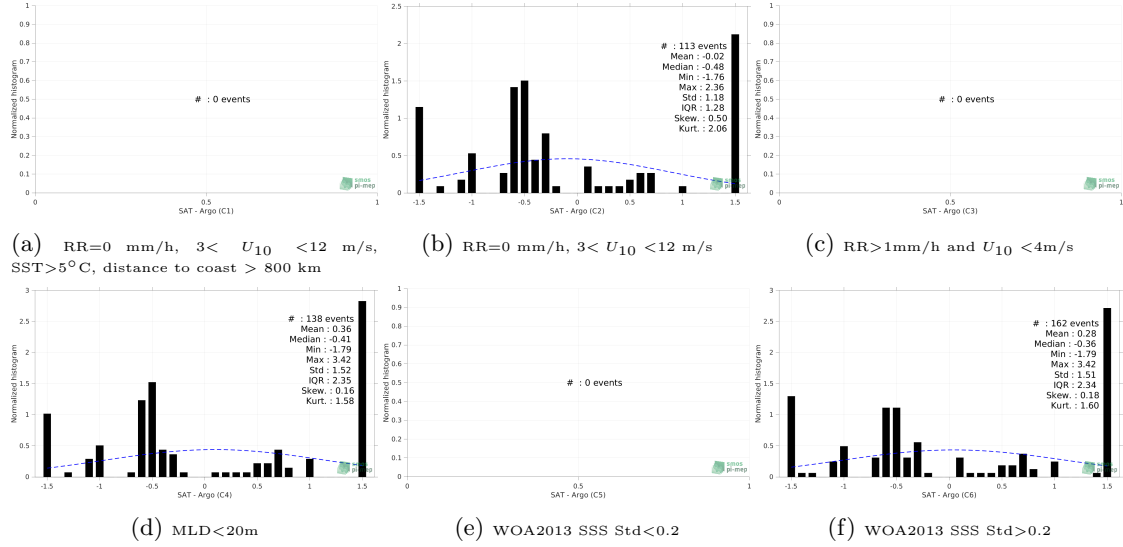 1
0.9
0.8
0.7
0.6
0.5
0.4
0.3
0.2
0.1
0
Normalized histogram
# : 0 events
smos
pi-mep
0 0.5 1
SAT - Argo (C1)
(a) RR=0 mm/h, 3< U10 <12 m/s,
SST>5°C, distance to coast > 800 km
2.5
2
1.5
1
0.5
0
Normalized histogram
# : 113 events
Mean : -0.02
Median : -0.48
Min : -1.76
Max : 2.36
Std : 1.18
IQR : 1.28
Skew. : 0.50
Kurt. : 2.06
smos
pi-mep
-1.5 -1 -0.5 0 0.5 1 1.5
SAT - Argo (C2)
(b) RR=0 mm/h, 3< U10 <12 m/s
1
0.9
0.8
0.7
0.6
0.5
0.4
0.3
0.2
0.1
0
Normalized histogram
# : 0 events
smos
pi-mep
0 0.5 1
SAT - Argo (C3)
(c) RR>1mm/h and U10 <4m/s
4
3
2.5
2
1.5
1
0.5
0
Normalized histogram
# : 138 events
Mean : 0.36
Median : -0.41
Min : -1.79
Max : 3.42
Std : 1.52
IQR : 2.35
Skew. : 0.16
Kurt. : 1.58
smos
pi-mep
-1.5 -1 -0.5 0 0.5 1 1.5
SAT - Argo (C4)
(d) MLD<20m
1
0.9
0.8
0.7
0.6
0.5
0.4
0.3
0.2
0.1
0
Normalized histogram
# : 0 events
smos
pi-mep
0 0.5 1
SAT - Argo (C5)
(e) WOA2013 SSS Std<0.2
3
2.5
2
1.5
1
0.5
0
Normalized histogram
# : 162 events
Mean : 0.28
Median : -0.36
Min : -1.79
Max : 3.42
Std : 1.51
IQR : 2.34
Skew. : 0.18
Kurt. : 1.60
smos
pi-mep
-1.5 -1 -0.5 0 0.5 1 1.5
SAT - Argo (C6)
(f) WOA2013 SSS Std>0.2